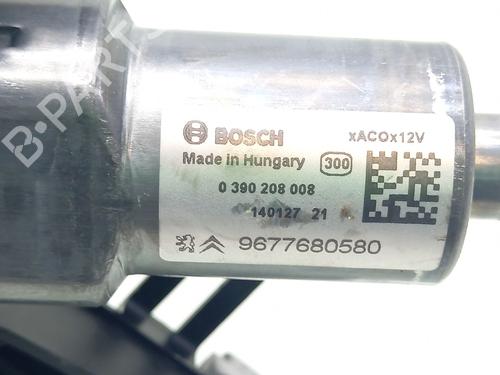 B-PARTS
BOSCH
xACOx12V
Made in Hungary
300
0 390 208 008
140127 21
9677680580